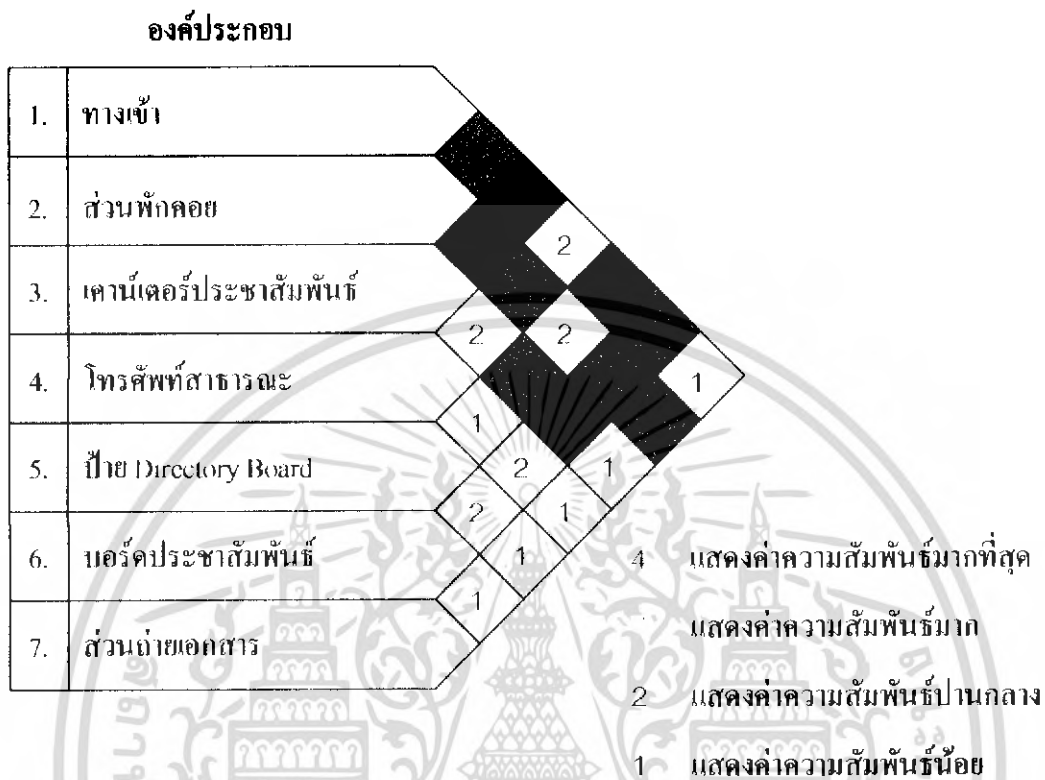 องค์ประกอบ
1. ทางเข้า
2. ส่วนพักคอย
2
3. เคาน์เตอร์ประชาสัมพันธ์
2 2
4. โทรศัพท์สาธารณะ
1
1
5. ป้าย Directory Board
2 1
2 1
6. บอร์ดประชาสัมพันธ์
1
4 แสดงค่าความสัมพันธ์มากที่สุด
1
แสดงค่าความสัมพันธ์มาก
7. ส่วนถ่ายเอกสาร
2 แสดงค่าความสัมพันธ์ปานกลาง
1 แสดงค่าความสัมพันธ์น้อย